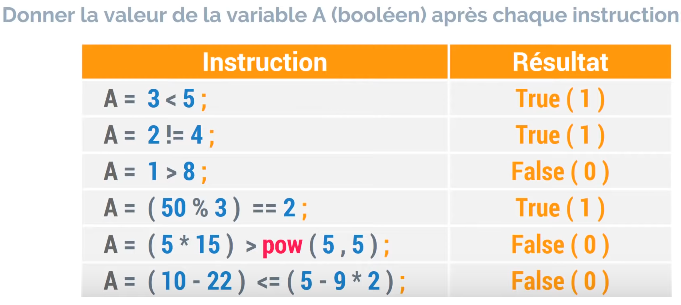 Donner la valeur de la variable A (booléen) après chaque instruction
Instruction Résultat
A = 3 < 5 ; True ( 1 )
A = 2 != 4 ; True ( 1 )
A = 1 > 8 ; False ( 0 )
A = ( 50 % 3 ) == 2 ; True ( 1 )
A = ( 5 * 15 ) > pow ( 5 , 5 ) ; False ( 0 )
A = ( 10 - 22 ) <= ( 5 - 9 * 2 ) ; False ( 0 )